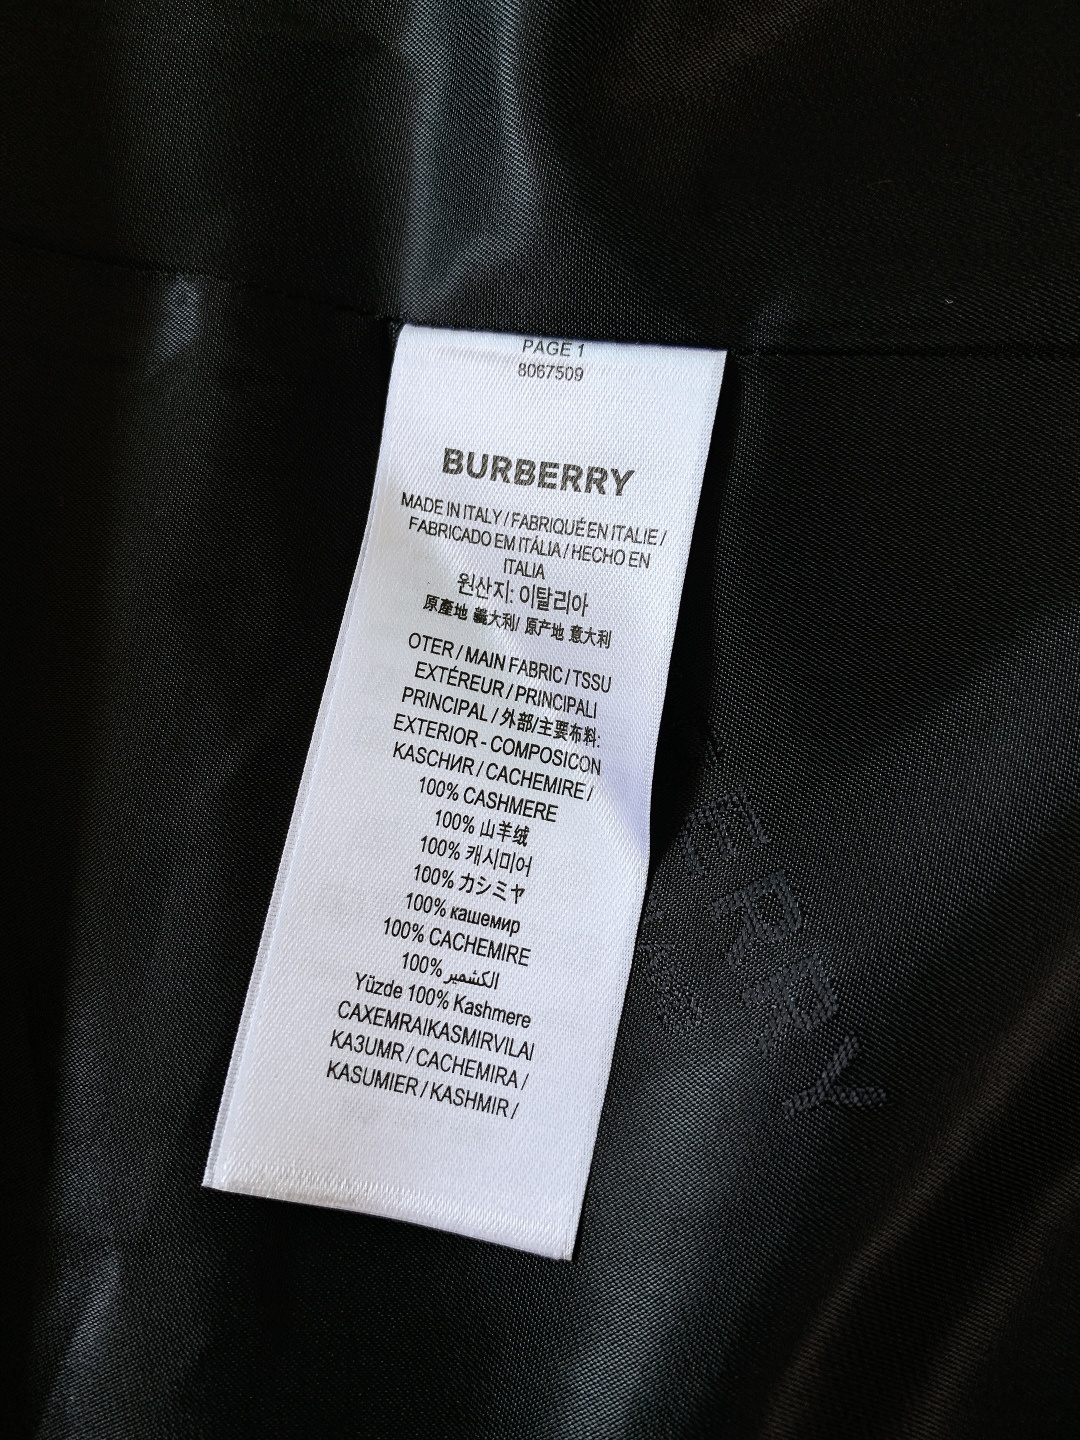 PAGE 1
8067509
BURBERRY
MADE IN ITALY / FABRIQUÉ EN ITALIE /
FABRICADO EM ITÁLIA / HECHO EN
ITALIA
원산지: 이탈리아
原產地 義大利/ 原产地 意大利
OTER / MAIN FABRIC / TSSU
EXTÉREUR / PRINCIPALI
PRINCIPAL / 外部/主要布料:
EXTERIOR - COMPOSICON
KASCHИR / CACHEMIRE /
100% CASHMERE
100% 山羊绒
100% 캐시미어
100% カシミヤ
100% кашемир
100% CACHEMIRE
100% الكشمير
Yüzde 100% Kashmere
CAXEMRAIKASMIRVILAI
KA3UMR / CACHEMIRA /
KASUMIER / KASHMIR /
ERRY